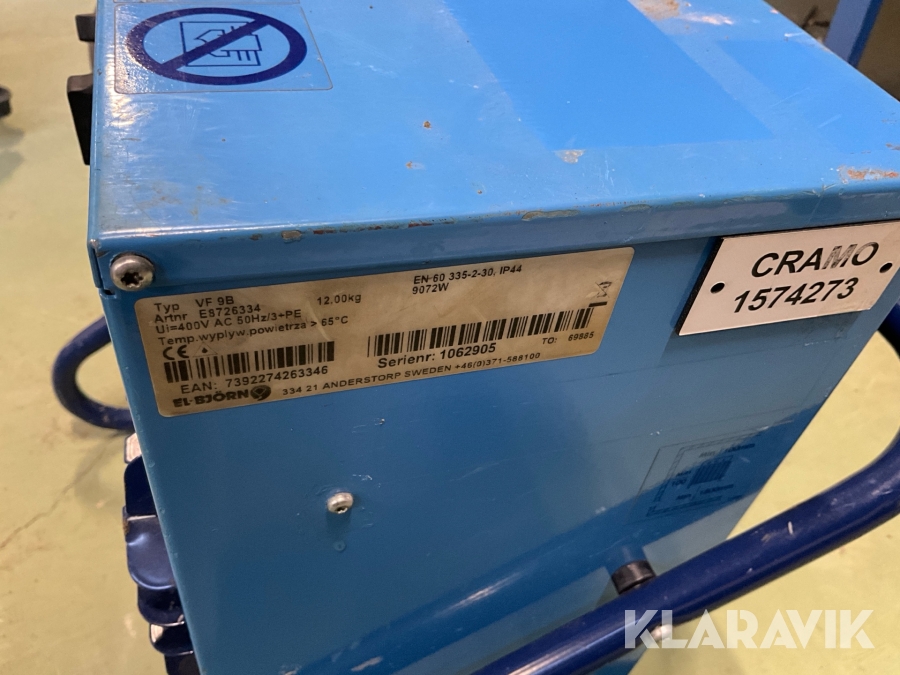 Typ VF 9B 12.00kg EN 60 335-2-30, IP44
Artnr E8726334 9072W
Ui=400V AC 50Hz/3+PE
Temp.wyplyw.powietrza > 65°C
CE
Serienr: 1062905
TO: 69885
EAN: 7392274263346
EL-BJÖRN 334 21 ANDERSTORP SWEDEN +46(0)371-588100
CRAMO
1574273
KLARAVIK